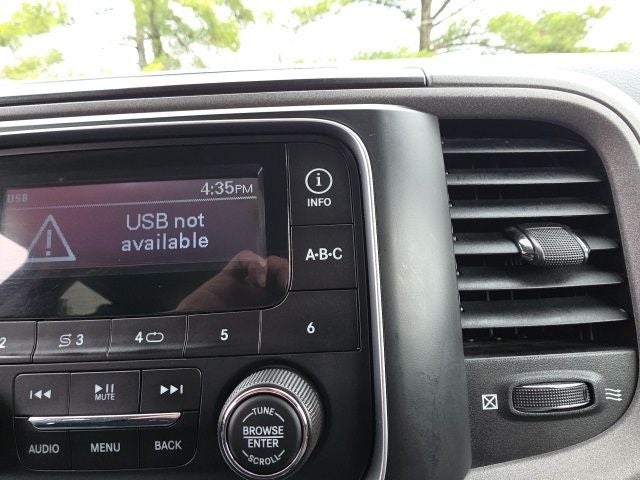 USB
4:35PM
USB not
available
i
INFO
A·B·C
2
3
4
5
6
MUTE
AUDIO
MENU
BACK
TUNE
BROWSE
ENTER
SCROLL